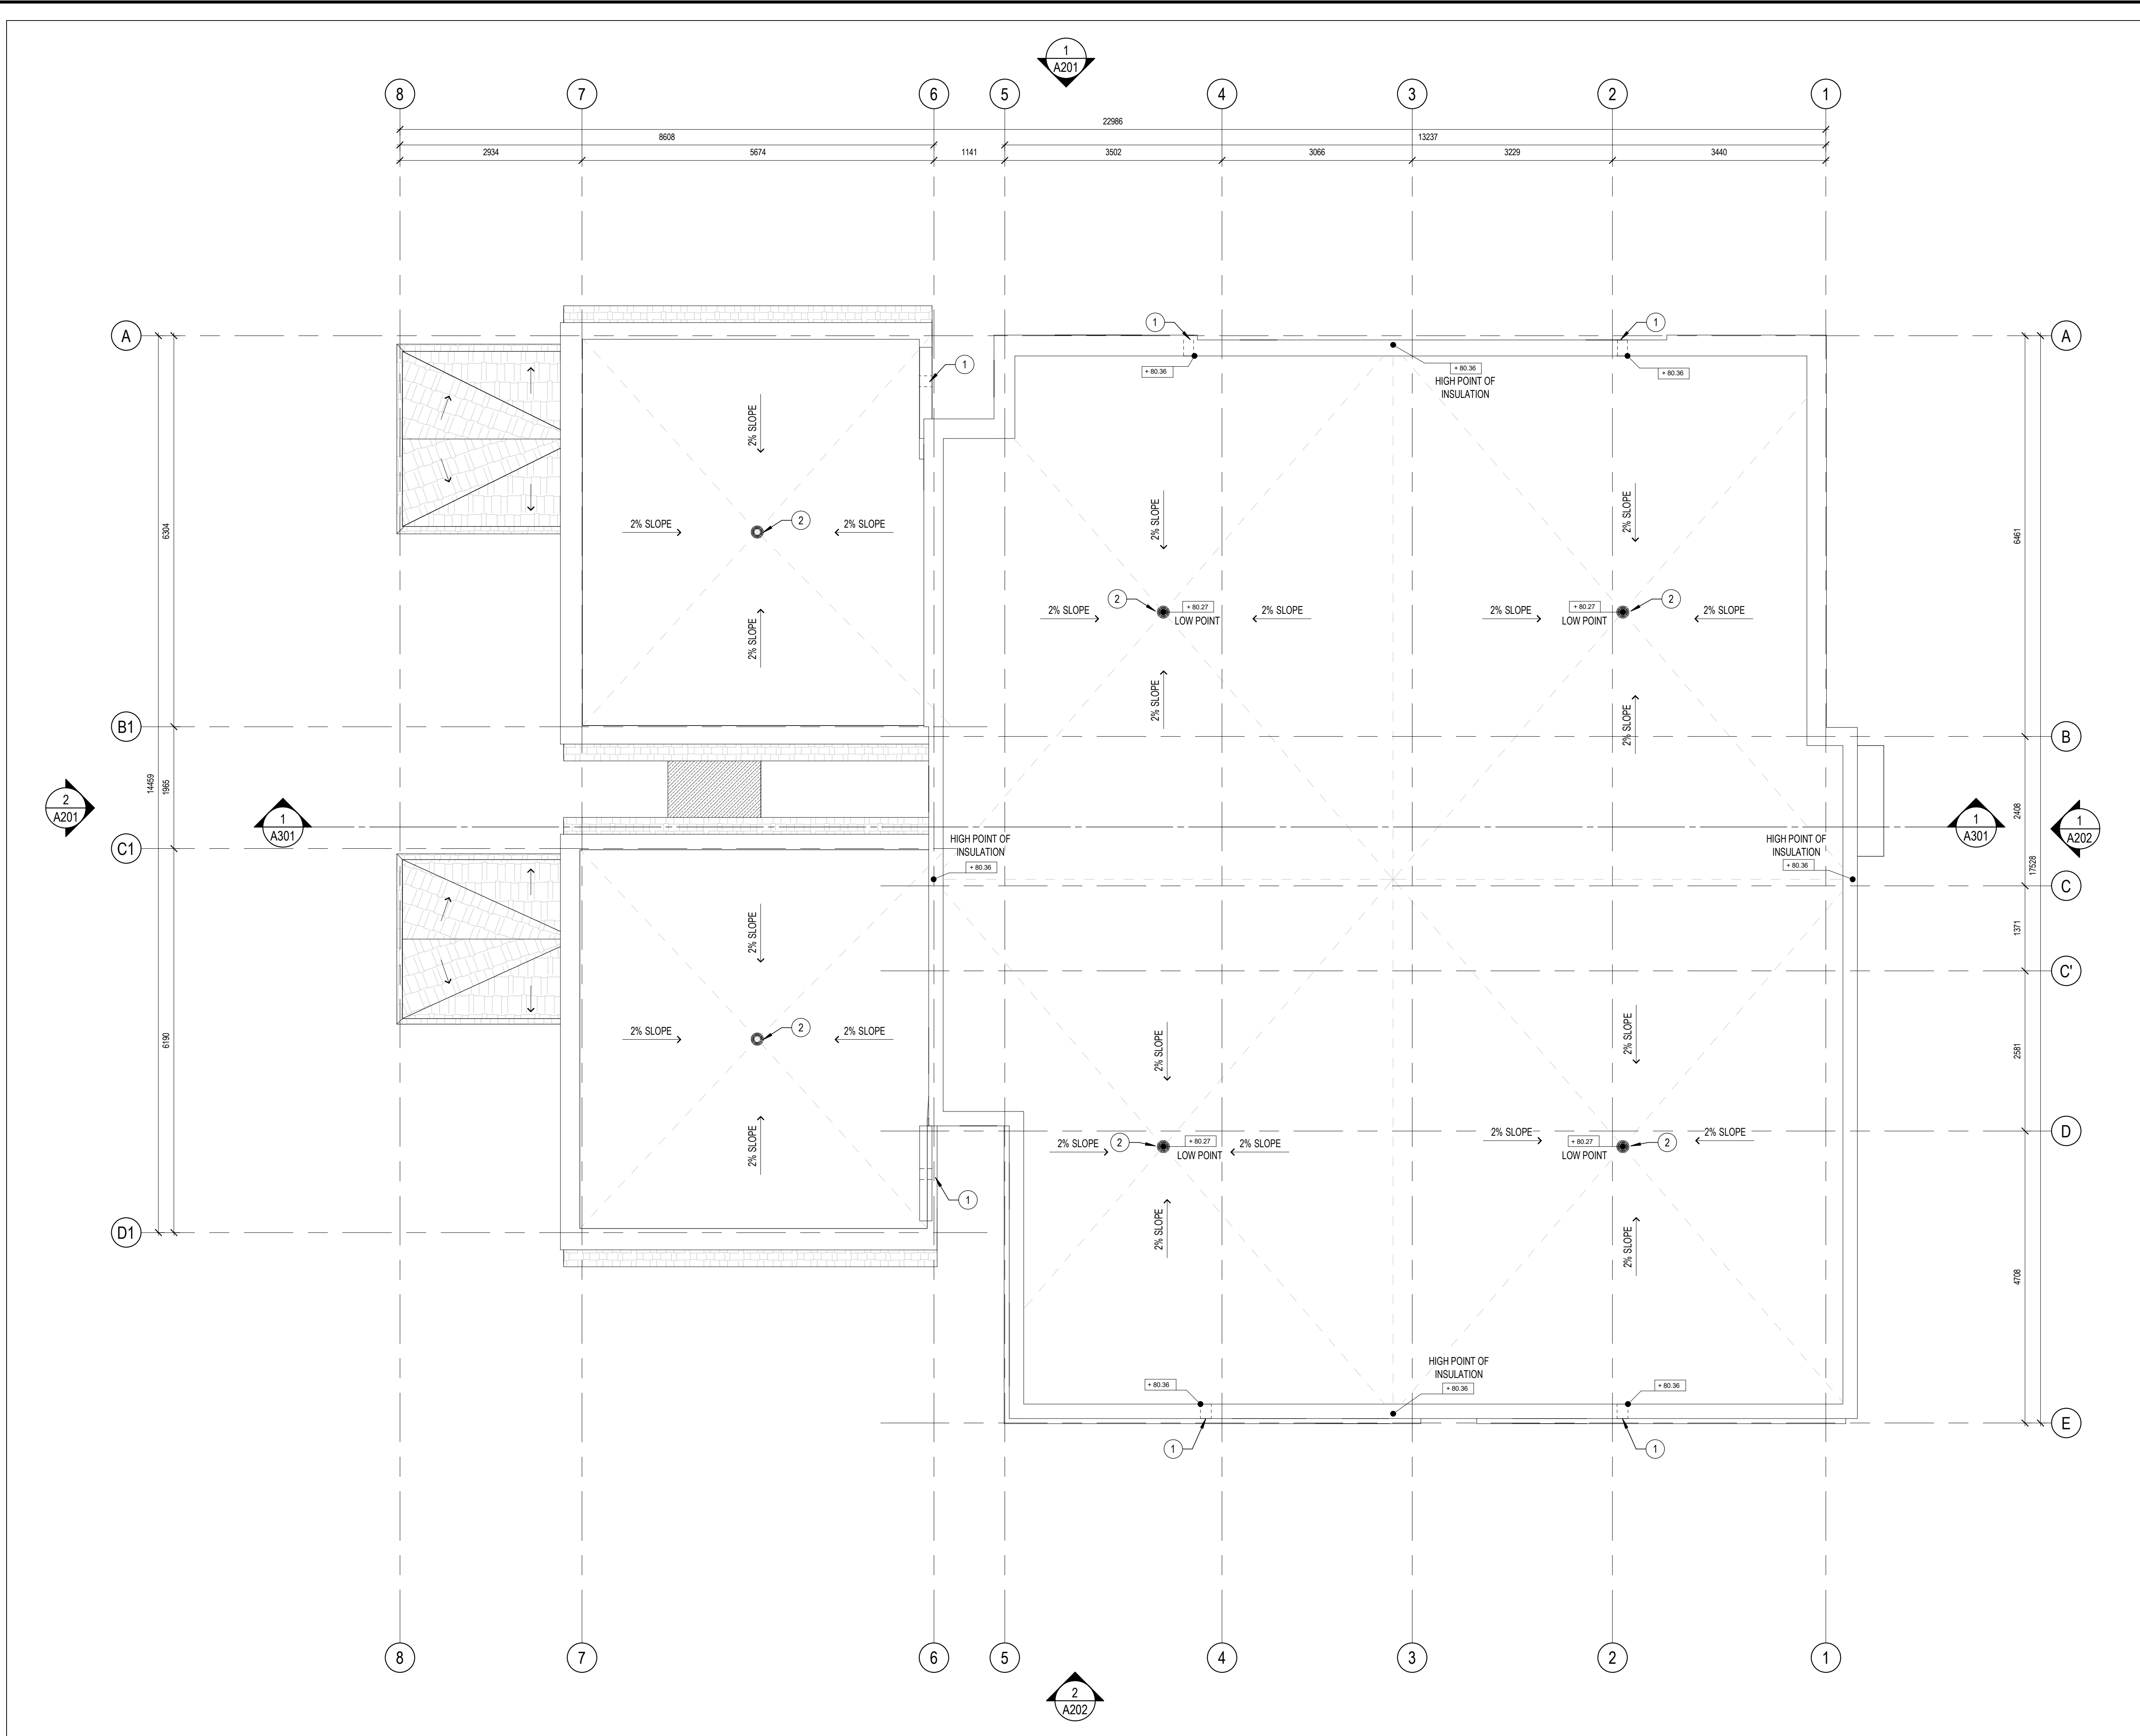 1
A201
8
7
6
5
4
3
2
1
22986
8608
13237
2934
5674
1141
3502
3066
3229
3440
A
A
1
1
1
+ 80.36
+ 80.36
HIGH POINT OF
INSULATION
+ 80.36
2% SLOPE
2% SLOPE
2% SLOPE
6304
6461
2% SLOPE
2
2% SLOPE
2
+ 80.27
LOW POINT
2% SLOPE
2% SLOPE
2% SLOPE
+ 80.27
LOW POINT
2
2% SLOPE
2% SLOPE
2% SLOPE
2% SLOPE
B1
B
14459
1965
2408
17528
2
A201
1
A301
HIGH POINT OF
INSULATION
+ 80.36
HIGH POINT OF
INSULATION
+ 80.36
1
A301
1
A202
C1
C
1371
C'
2% SLOPE
2% SLOPE
2% SLOPE
6190
2581
2% SLOPE
2
2% SLOPE
2% SLOPE
2
+ 80.27
LOW POINT
2% SLOPE
2% SLOPE
+ 80.27
LOW POINT
2
2% SLOPE
D
2% SLOPE
2% SLOPE
2% SLOPE
1
D1
4708
HIGH POINT OF
INSULATION
+ 80.36
+ 80.36
+ 80.36
1
1
E
8
7
6
5
4
3
2
1
2
A202